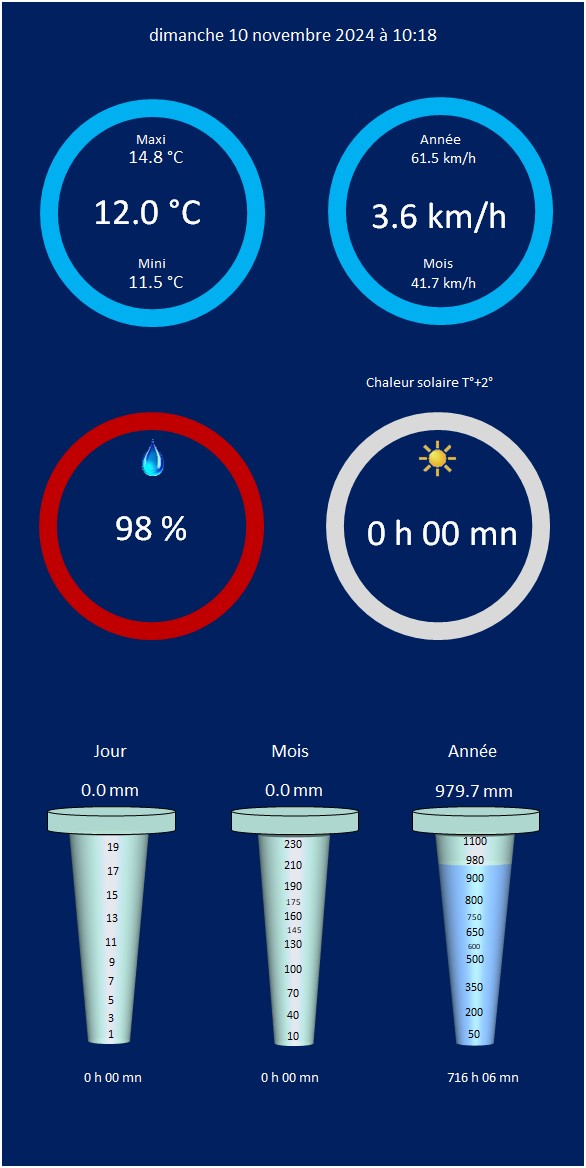 dimanche 10 novembre 2024 à 10:18
Maxi
14.8 °C
12.0 °C
Mini
11.5 °C
Année
61.5 km/h
3.6 km/h
Mois
41.7 km/h
Chaleur solaire T°+2°
98 %
0 h 00 mn
Jour
0.0 mm
19
17
15
13
11
9
7
5
3
1
0 h 00 mn
Mois
0.0 mm
230
210
190
175
160
145
130
100
70
40
10
0 h 00 mn
Année
979.7 mm
1100
980
900
800
750
650
600
500
350
200
50
716 h 06 mn